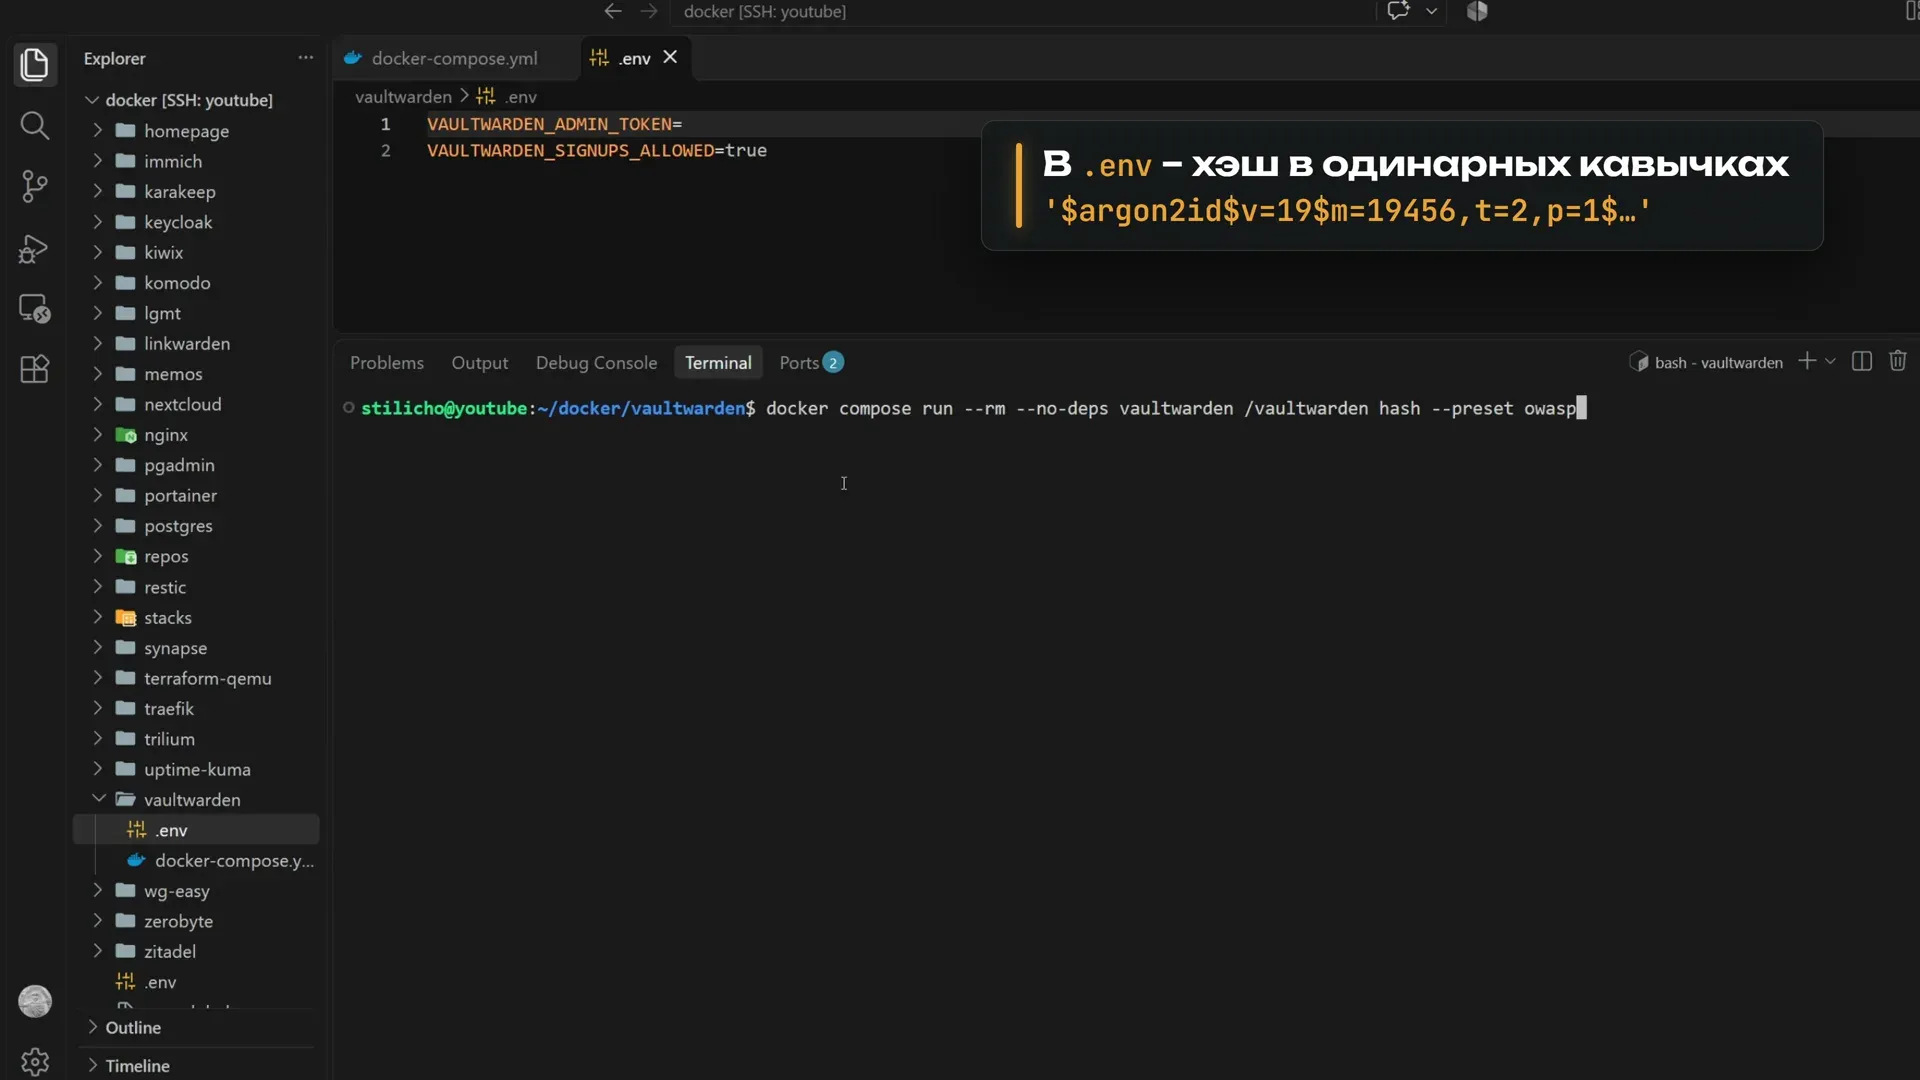 docker [SSH: youtube]
Explorer
docker-compose.yml
.env
docker [SSH: youtube]
vaultwarden > .env
homepage
immich
karakeep
keycloak
kiwix
komodo
lgmt
linkwarden
memos
nextcloud
nginx
pgadmin
portainer
postgres
repos
restic
stacks
synapse
terraform-qemu
traefik
trilium
uptime-kuma
vaultwarden
.env
docker-compose.y...
wg-easy
zerobyte
zitadel
.env
Outline
Timeline
1 VAULTWARDEN_ADMIN_TOKEN=
2 VAULTWARDEN_SIGNUPS_ALLOWED=true
В .env – хэш в одинарных кавычках
'$argon2id$v=19$m=19456,t=2,p=1$…'
Problems Output Debug Console Terminal Ports 2
bash - vaultwarden
stilicho@youtube:~/docker/vaultwarden$ docker compose run --rm --no-deps vaultwarden /vaultwarden hash --preset owasp